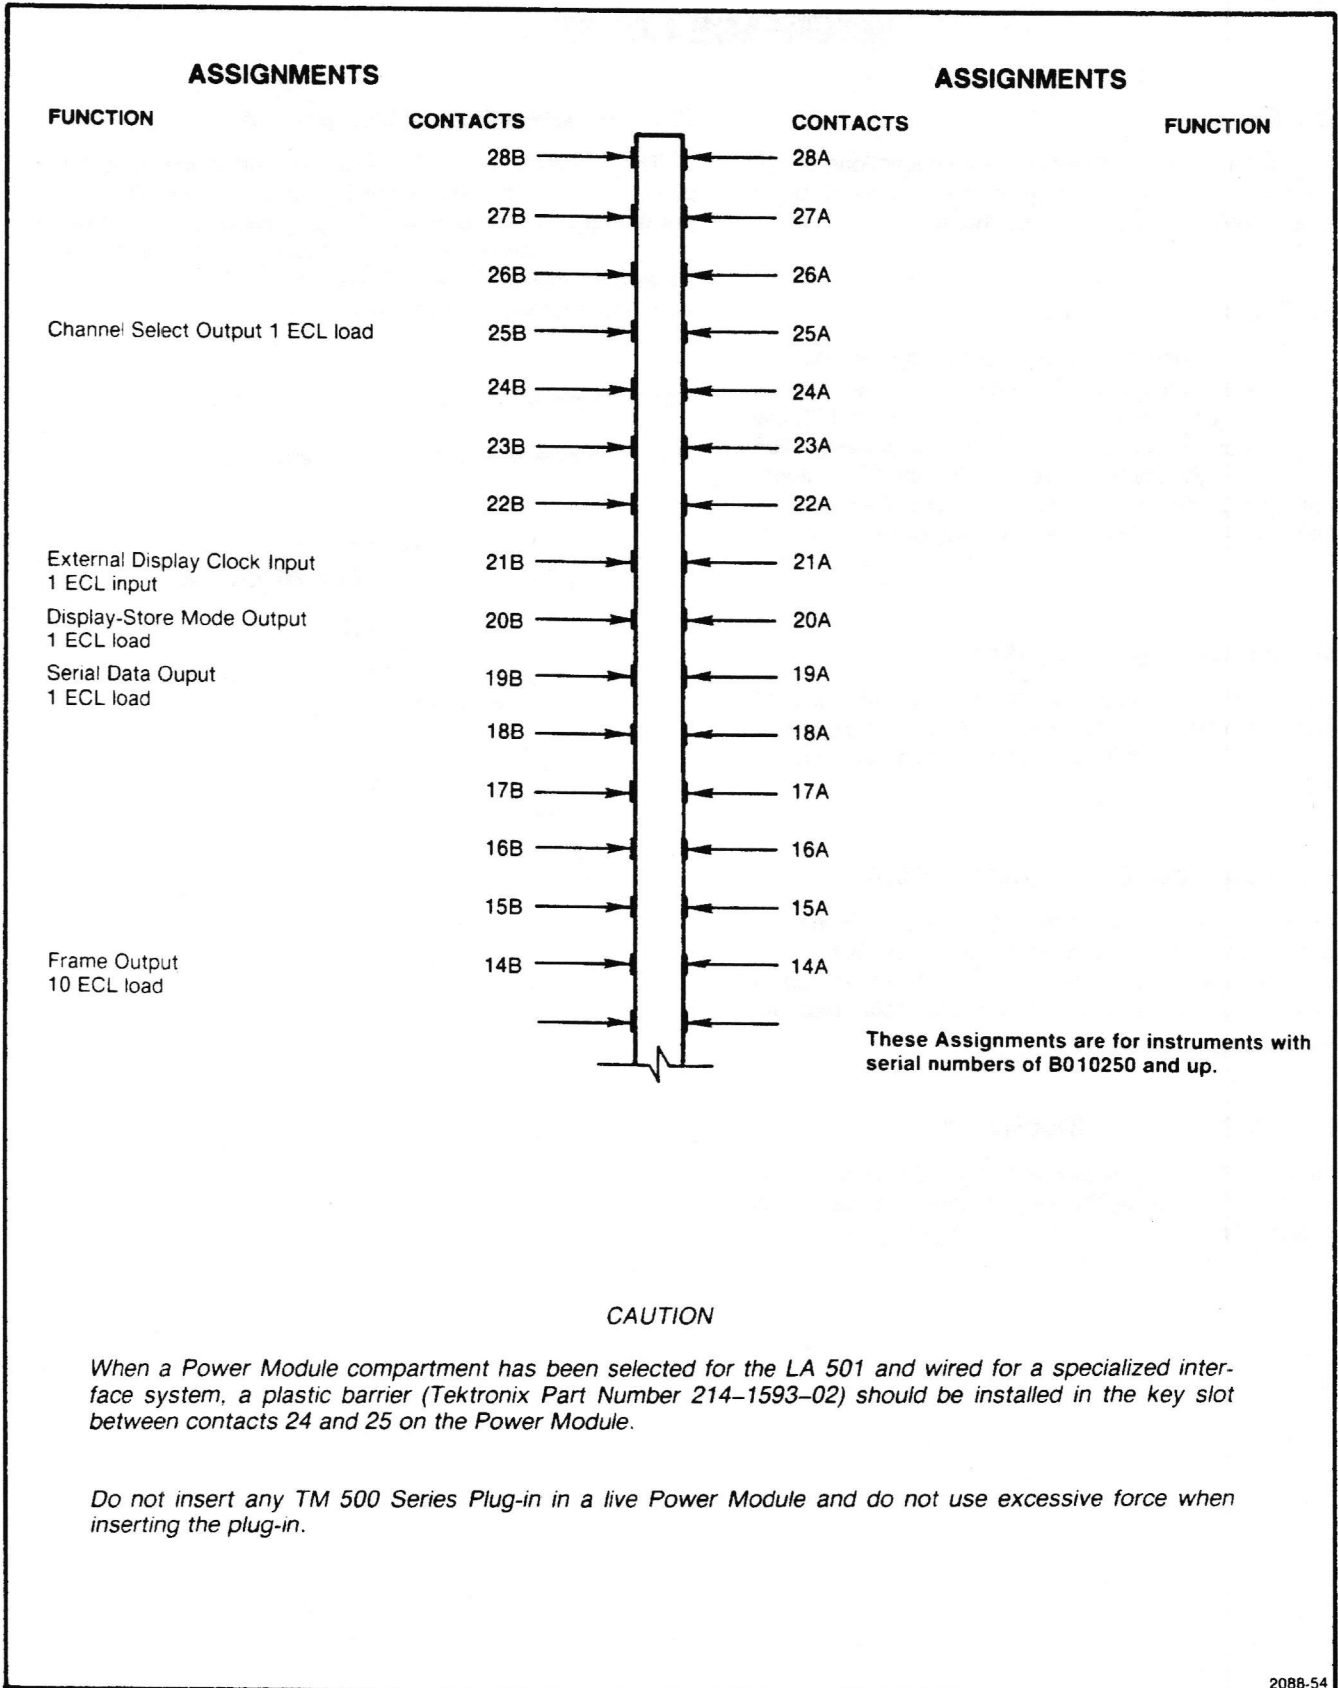 ASSIGNMENTS ASSIGNMENTS
FUNCTION CONTACTS CONTACTS FUNCTION
28B 28A
27B 27A
26B 26A
Channel Select Output 1 ECL load 25B 25A
24B 24A
23B 23A
22B 22A
External Display Clock Input 21B 21A
1 ECL input
Display-Store Mode Output 20B 20A
1 ECL load
Serial Data Ouput 19B 19A
1 ECL load
18B 18A
17B 17A
16B 16A
15B 15A
Frame Output 14B 14A
10 ECL load
These Assignments are for instruments with
serial numbers of B010250 and up.
CAUTION
When a Power Module compartment has been selected for the LA 501 and wired for a specialized inter-
face system, a plastic barrier (Tektronix Part Number 214–1593–02) should be installed in the key slot
between contacts 24 and 25 on the Power Module.
Do not insert any TM 500 Series Plug-in in a live Power Module and do not use excessive force when
inserting the plug-in.
2088-54